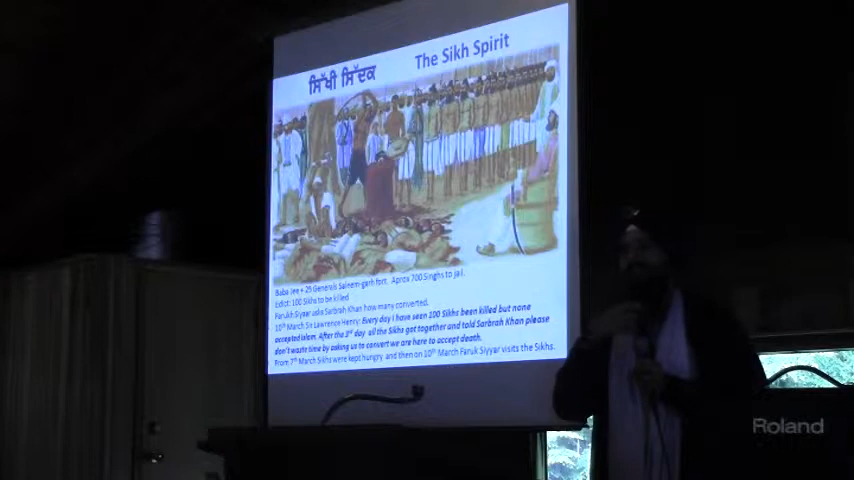 The Sikh Spirit
ਸਿੱਖੀ ਸਿੱਦਕ
Baba Jee + 25 Generals Saleem-garh fort. Aprox 700 Singhs to jail.
Edict: 100 Sikhs to be killed
Farukh Siyaar asks Sarbrah Khan how many converted.
10th March Sir Lawrence Henry: Every day I have seen 100 Sikhs been killed but none
accepted Islam. After the 3rd day all the Sikhs got together and told Sarbrah Khan please
don't waste time by asking us to convert we are here to accept death.
From 7th March Sikhs were kept hungry and then on 10th March Faruk Siyyar visits the Sikhs.
Roland